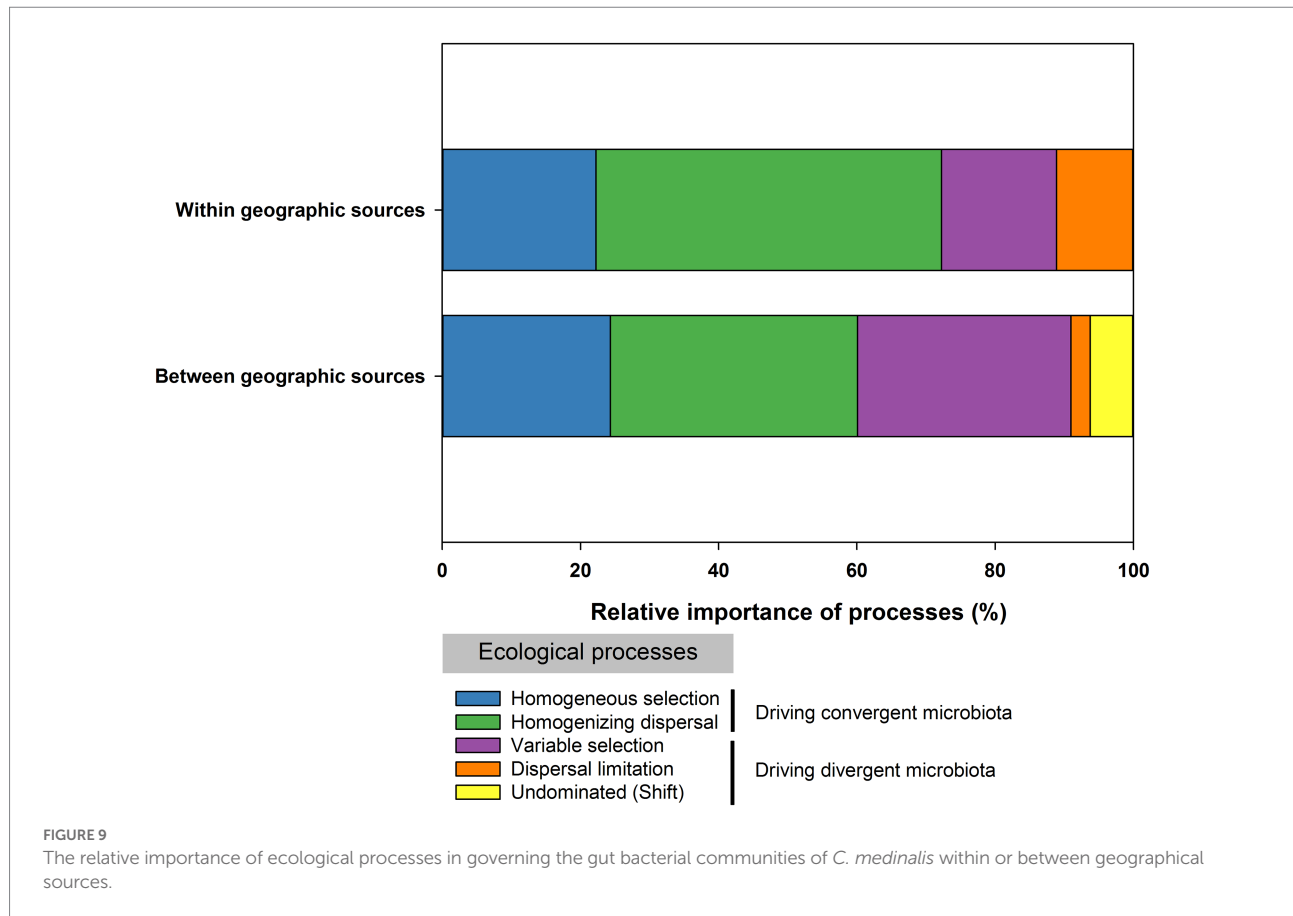 Within geographic sources
Between geographic sources
0 20 40 60 80 100
Relative importance of processes (%)
Ecological processes
Homogeneous selection
Homogenizing dispersal
Driving convergent microbiota
Variable selection
Dispersal limitation
Undominated (Shift)
Driving divergent microbiota
FIGURE 9
The relative importance of ecological processes in governing the gut bacterial communities of C. medinalis within or between geographical
sources.